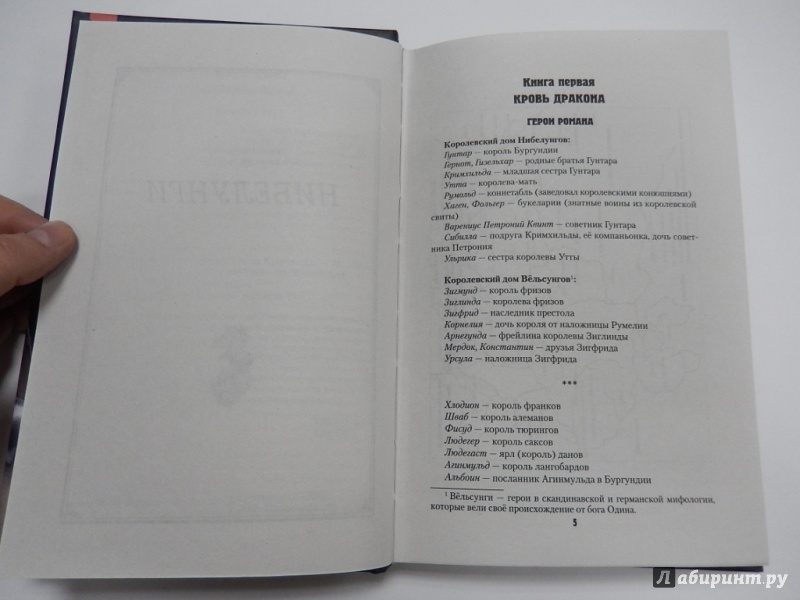 НИБЕЛУНГИ
Книга первая
КРОВЬ ДРАКОНА
ГЕРОИ РОМАНА
Королевский дом Нибелунгов:
Гунтар — король Бургундии
Гернот, Гизельхар — родные братья Гунтара
Кримхильда — младшая сестра Гунтара
Утта — королева-мать
Румольд — коннетабль (заведовал королевскими конюшнями)
Хаген, Фольгер — букеларии (знатные воины из королевской
свиты)
Варениус Петроний Квинт — советник Гунтара
Сибилла — подруга Кримхильды, её компаньонка, дочь совет-
ника Петрония
Ульрика — сестра королевы Утты
Королевский дом Вёльсунгов¹:
Зигмунд — король фризов
Зиглинда — королева фризов
Зигфрид — наследник престола
Корнелия — дочь короля от наложницы Румелии
Арнегунда — фрейлина королевы Зиглинды
Мердок, Константин — друзья Зигфрида
Урсула — наложница Зигфрида
***
Хлодион — король франков
Шваб — король алеманов
Фисуд — король тюрингов
Людегер — король саксов
Людегаст — ярл (король) данов
Агинмульд — король лангобардов
Альбоин — посланник Агинмульда в Бургундии
¹ Вёльсунги — герои в скандинавской и германской мифологии,
которые вели своё происхождение от бога Одина.
5
Лабиринт.ру